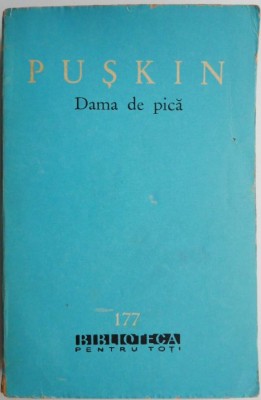 PUŞKIN
Dama de pică
177
BIBLIOTECA
PENTRU TOŢI